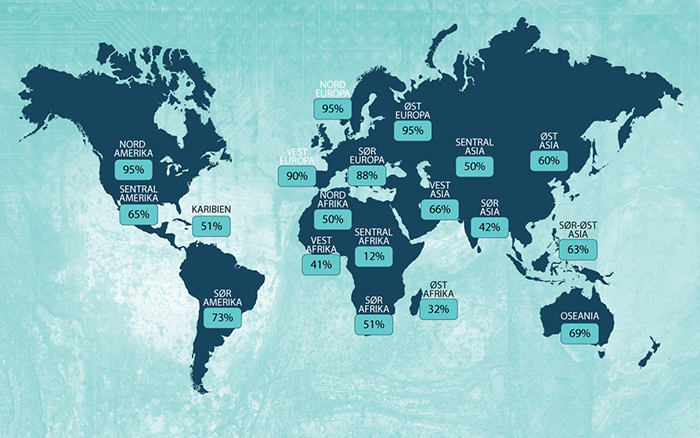 NORD
EUROPA
95%
ØST
EUROPA
95%
NORD
AMERIKA
95%
VEST
EUROPA
90%
SØR
EUROPA
88%
SENTRAL
ASIA
50%
ØST
ASIA
60%
SENTRAL
AMERIKA
65%
KARIBIEN
51%
NORD
AFRIKA
50%
VEST
ASIA
66%
SØR
ASIA
42%
VEST
AFRIKA
41%
SENTRAL
AFRIKA
12%
SØR-ØST
ASIA
63%
SØR
AMERIKA
73%
SØR
AFRIKA
51%
ØST
AFRIKA
32%
OSEANIA
69%